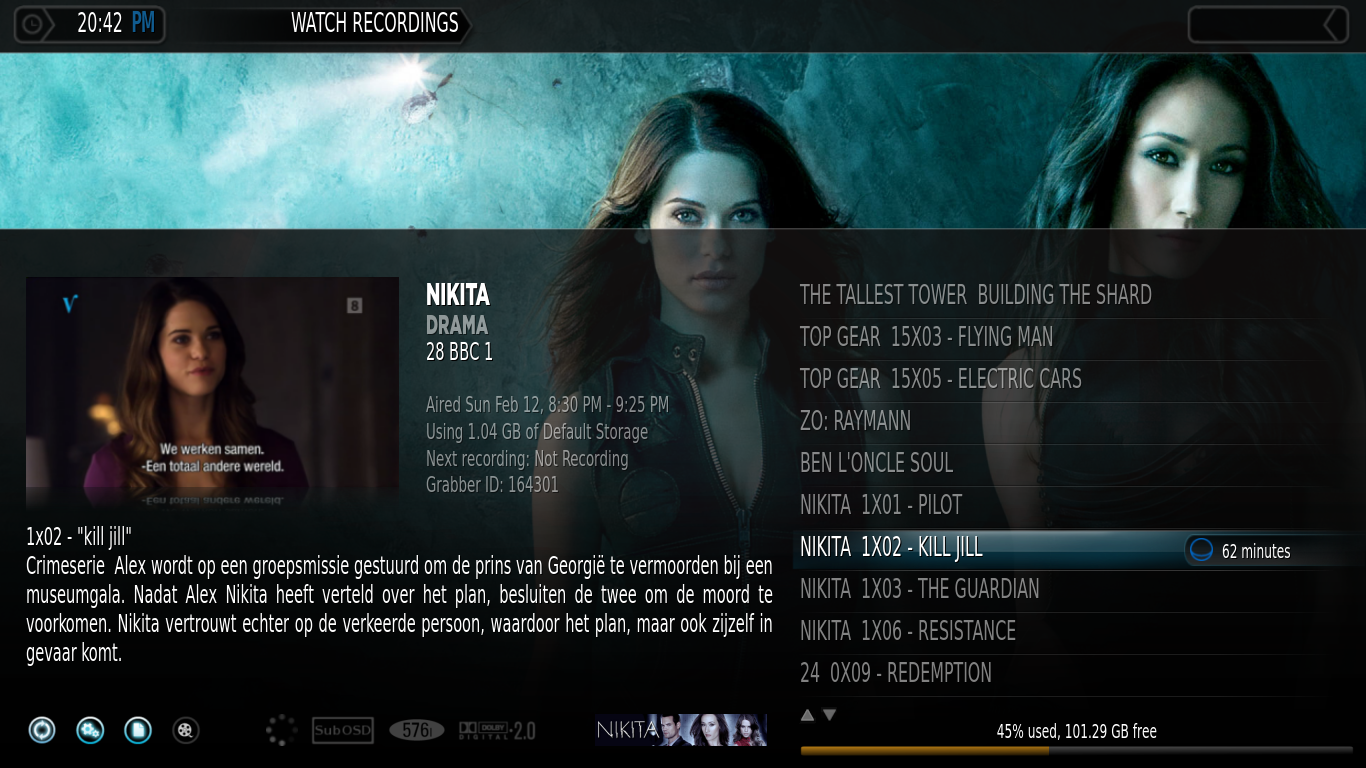 20:42 PM
WATCH RECORDINGS
V
8
We werken samen.
-Een totaal andere wereld.
-Een totaal andere wereld.
NIKITA
DRAMA
28 BBC 1
Aired Sun Feb 12, 8:30 PM - 9:25 PM
Using 1.04 GB of Default Storage
Next recording: Not Recording
Grabber ID: 164301
1x02 - "kill jill"
Crimeserie Alex wordt op een groepsmissie gestuurd om de prins van Georgië te vermoorden bij een
museumgala. Nadat Alex Nikita heeft verteld over het plan, besluiten de twee om de moord te
voorkomen. Nikita vertrouwt echter op de verkeerde persoon, waardoor het plan, maar ook zijzelf in
gevaar komt.
THE TALLEST TOWER BUILDING THE SHARD
TOP GEAR 15X03 - FLYING MAN
TOP GEAR 15X05 - ELECTRIC CARS
ZO: RAYMANN
BEN L'ONCLE SOUL
NIKITA 1X01 - PILOT
NIKITA 1X02 - KILL JILL
62 minutes
NIKITA 1X03 - THE GUARDIAN
NIKITA 1X06 - RESISTANCE
24 0X09 - REDEMPTION
SubOSD
576i
DOLBY DIGITAL 2.0
NIKITA
45% used, 101.29 GB free